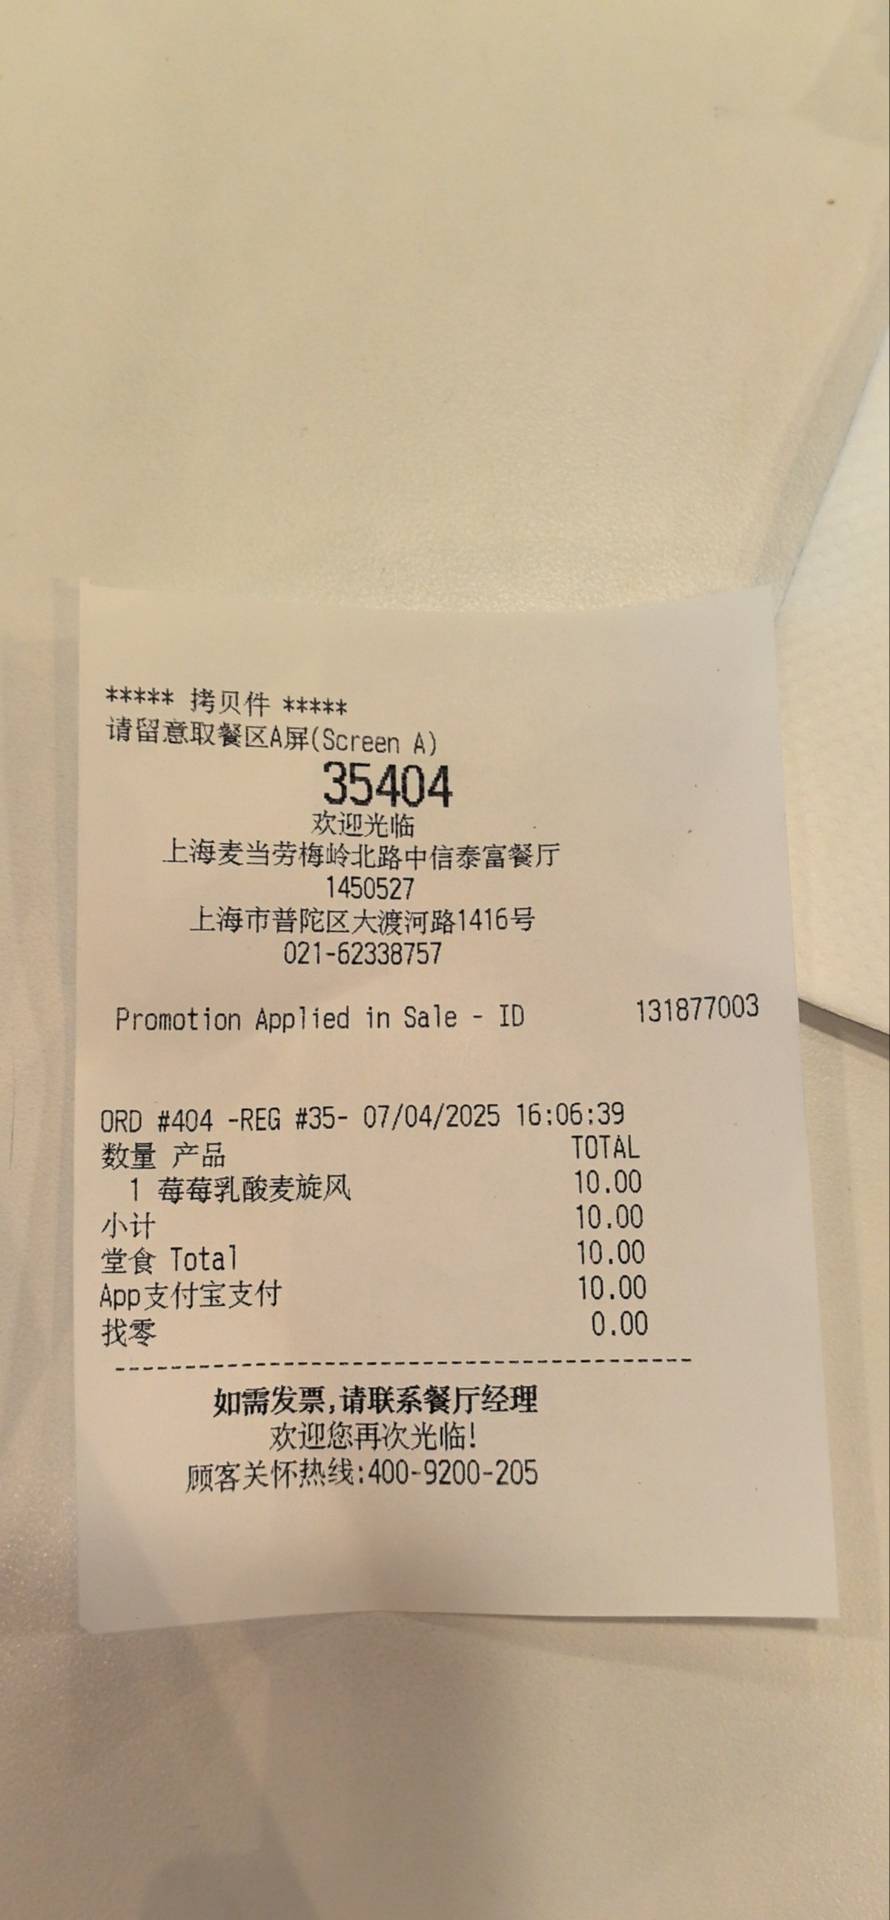 ***** 拷贝件 *****
请留意取餐区A屏(Screen A)
35404
欢迎光临
上海麦当劳梅岭北路中信泰富餐厅
1450527
上海市普陀区大渡河路1416号
021-62338757
Promotion Applied in Sale - ID 131877003
ORD #404 -REG #35- 07/04/2025 16:06:39
数量 产品 TOTAL
1 莓莓乳酸麦旋风 10.00
小计 10.00
堂食 Total 10.00
App支付宝支付 10.00
找零 0.00
------------------------------------------
如需发票,请联系餐厅经理
欢迎您再次光临!
顾客关怀热线:400-9200-205